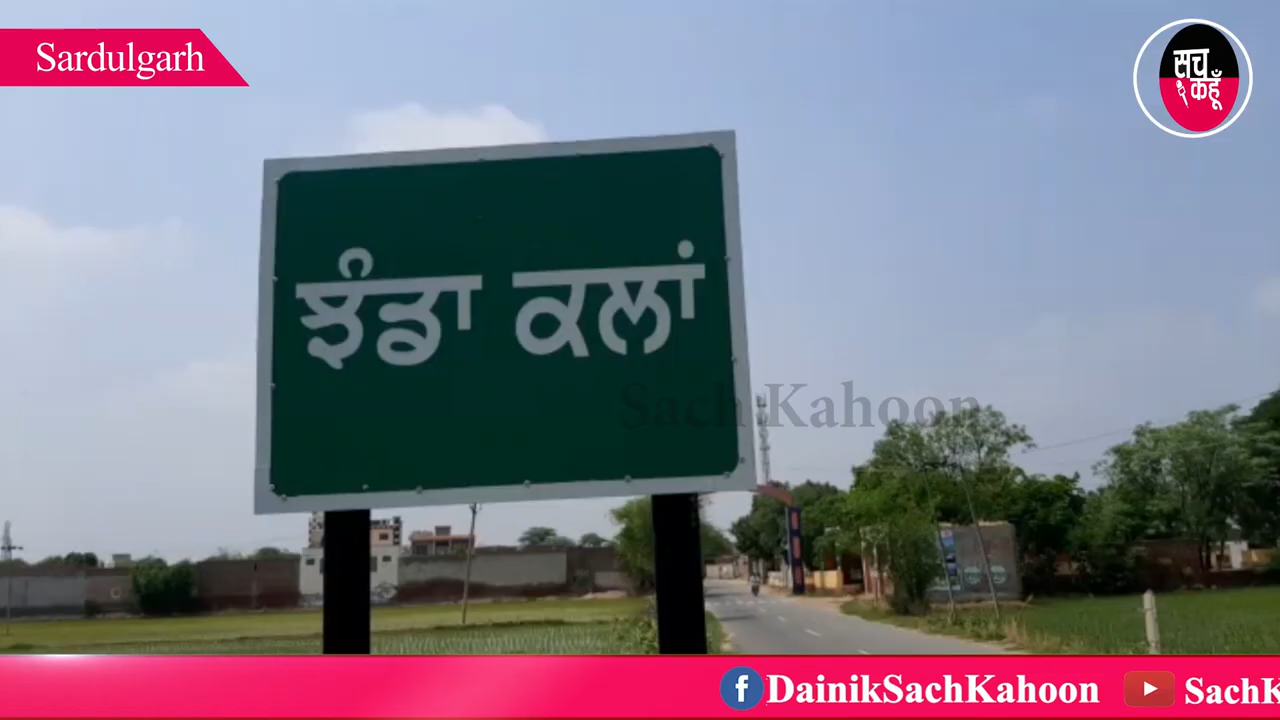 Sardulgarh
सच
कहूँ
ਝੰਡਾ ਕਲਾਂ
Sach Kahoon
DainikSachKahoon
SachK